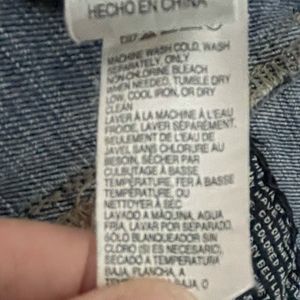 HECHO EN CHINA
MACHINE WASH COLD, WASH
SEPARATELY, ONLY
NON-CHLORINE BLEACH
WHEN NEEDED, TUMBLE DRY
LOW, COOL IRON, OR DRY
CLEAN
LAVER À LA MACHINE À L'EAU
FROIDE, LAVER SÉPARÉMENT,
SEULEMENT DE L'EAU DE
JAVEL SANS CHLORURE AU
BESOIN, SÉCHER PAR
CULBUTAGE À BASSE
TEMPÉRATURE, FER À BASSE
TEMPÉRATURE, OU
NETTOYER À SEC
LAVADO A MÁQUINA, AGUA
FRÍA, LAVAR POR SEPARADO,
SÓLO BLANQUEADOR SIN
CLORO (SI ES NECESARIO),
SECADO A TEMPERATURA
BAJA, PLANCHA A